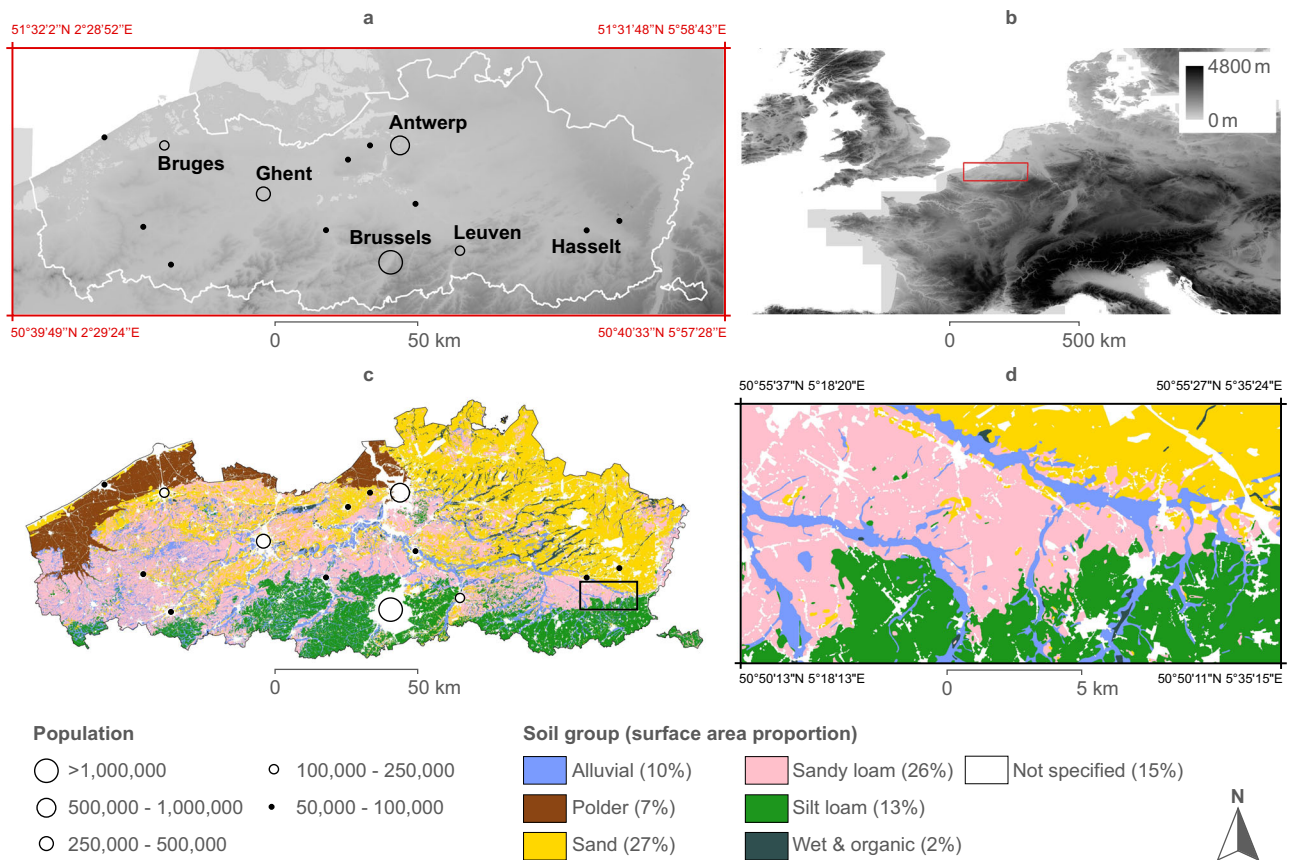 a
b
51°32'2"N 2°28'52"E
51°31'48"N 5°58'43"E
4800 m
0 m
Antwerp
Bruges
Ghent
Brussels
Leuven
Hasselt
50°39'49"N 2°29'24"E
50°40'33"N 5°57'28"E
0
50 km
0
500 km
c
d
50°55'37"N 5°18'20"E
50°55'27"N 5°35'24"E
50°50'13"N 5°18'13"E
50°50'11"N 5°35'15"E
0
50 km
0
5 km
Population
>1,000,000
500,000 - 1,000,000
250,000 - 500,000
100,000 - 250,000
50,000 - 100,000
Soil group (surface area proportion)
Alluvial (10%)
Polder (7%)
Sand (27%)
Sandy loam (26%)
Silt loam (13%)
Wet & organic (2%)
Not specified (15%)
N